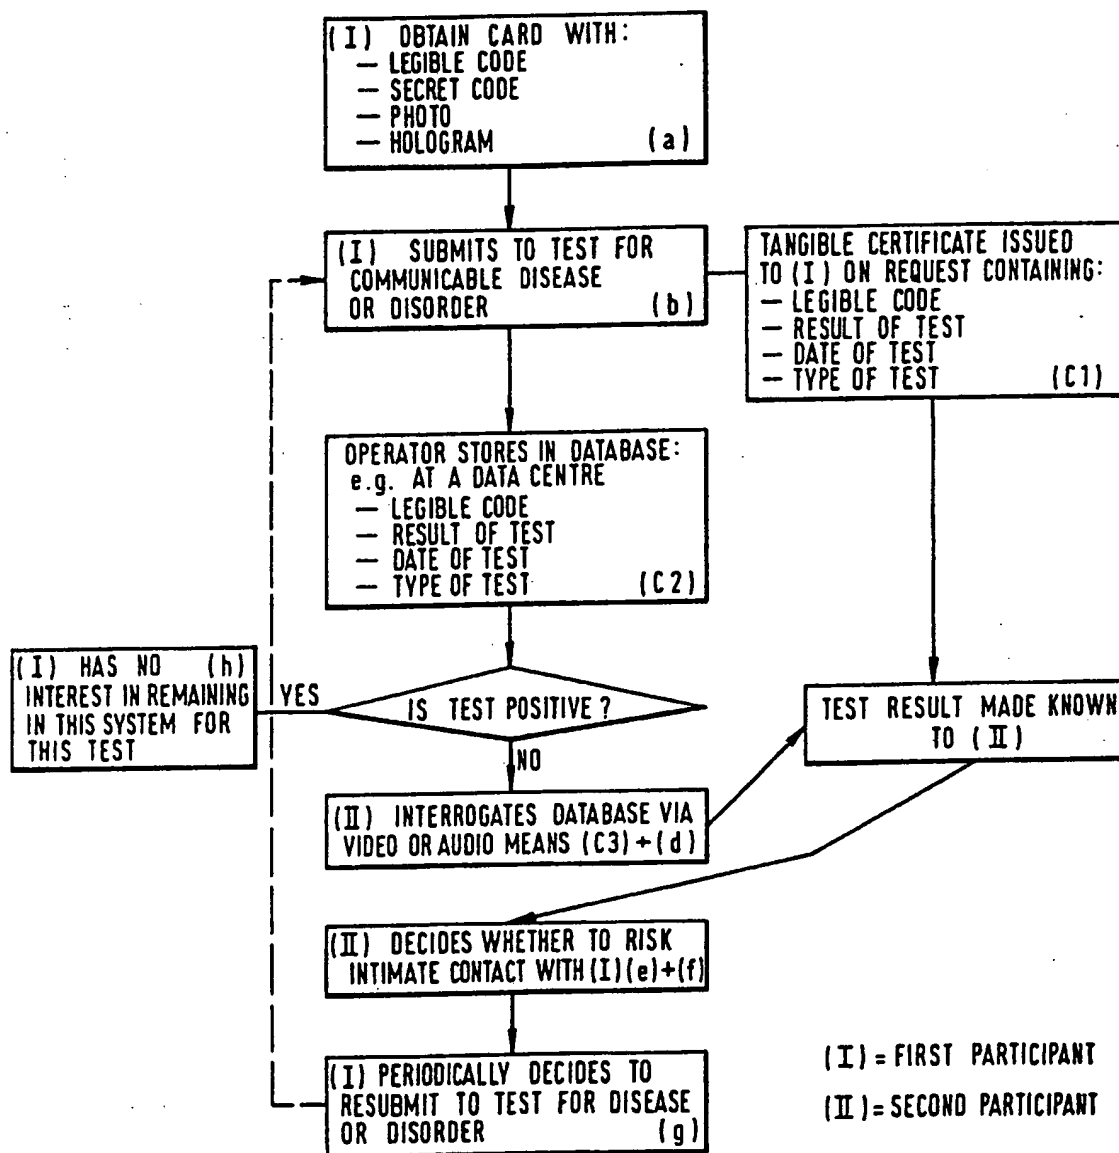 (I) OBTAIN CARD WITH:
— LEGIBLE CODE
— SECRET CODE
— PHOTO
— HOLOGRAM (a)
(I) SUBMITS TO TEST FOR
COMMUNICABLE DISEASE
OR DISORDER (b)
TANGIBLE CERTIFICATE ISSUED
TO (I) ON REQUEST CONTAINING:
— LEGIBLE CODE
— RESULT OF TEST
— DATE OF TEST
— TYPE OF TEST (C1)
OPERATOR STORES IN DATABASE:
e.g. AT A DATA CENTRE
— LEGIBLE CODE
— RESULT OF TEST
— DATE OF TEST
— TYPE OF TEST (C2)
(I) HAS NO (h)
INTEREST IN REMAINING
IN THIS SYSTEM FOR
THIS TEST
YES
IS TEST POSITIVE ?
NO
TEST RESULT MADE KNOWN
TO (II)
(II) INTERROGATES DATABASE VIA
VIDEO OR AUDIO MEANS (C3)+(d)
(II) DECIDES WHETHER TO RISK
INTIMATE CONTACT WITH (I)(e)+(f)
(I) PERIODICALLY DECIDES TO
RESUBMIT TO TEST FOR DISEASE
OR DISORDER (g)
(I) = FIRST PARTICIPANT
(II) = SECOND PARTICIPANT